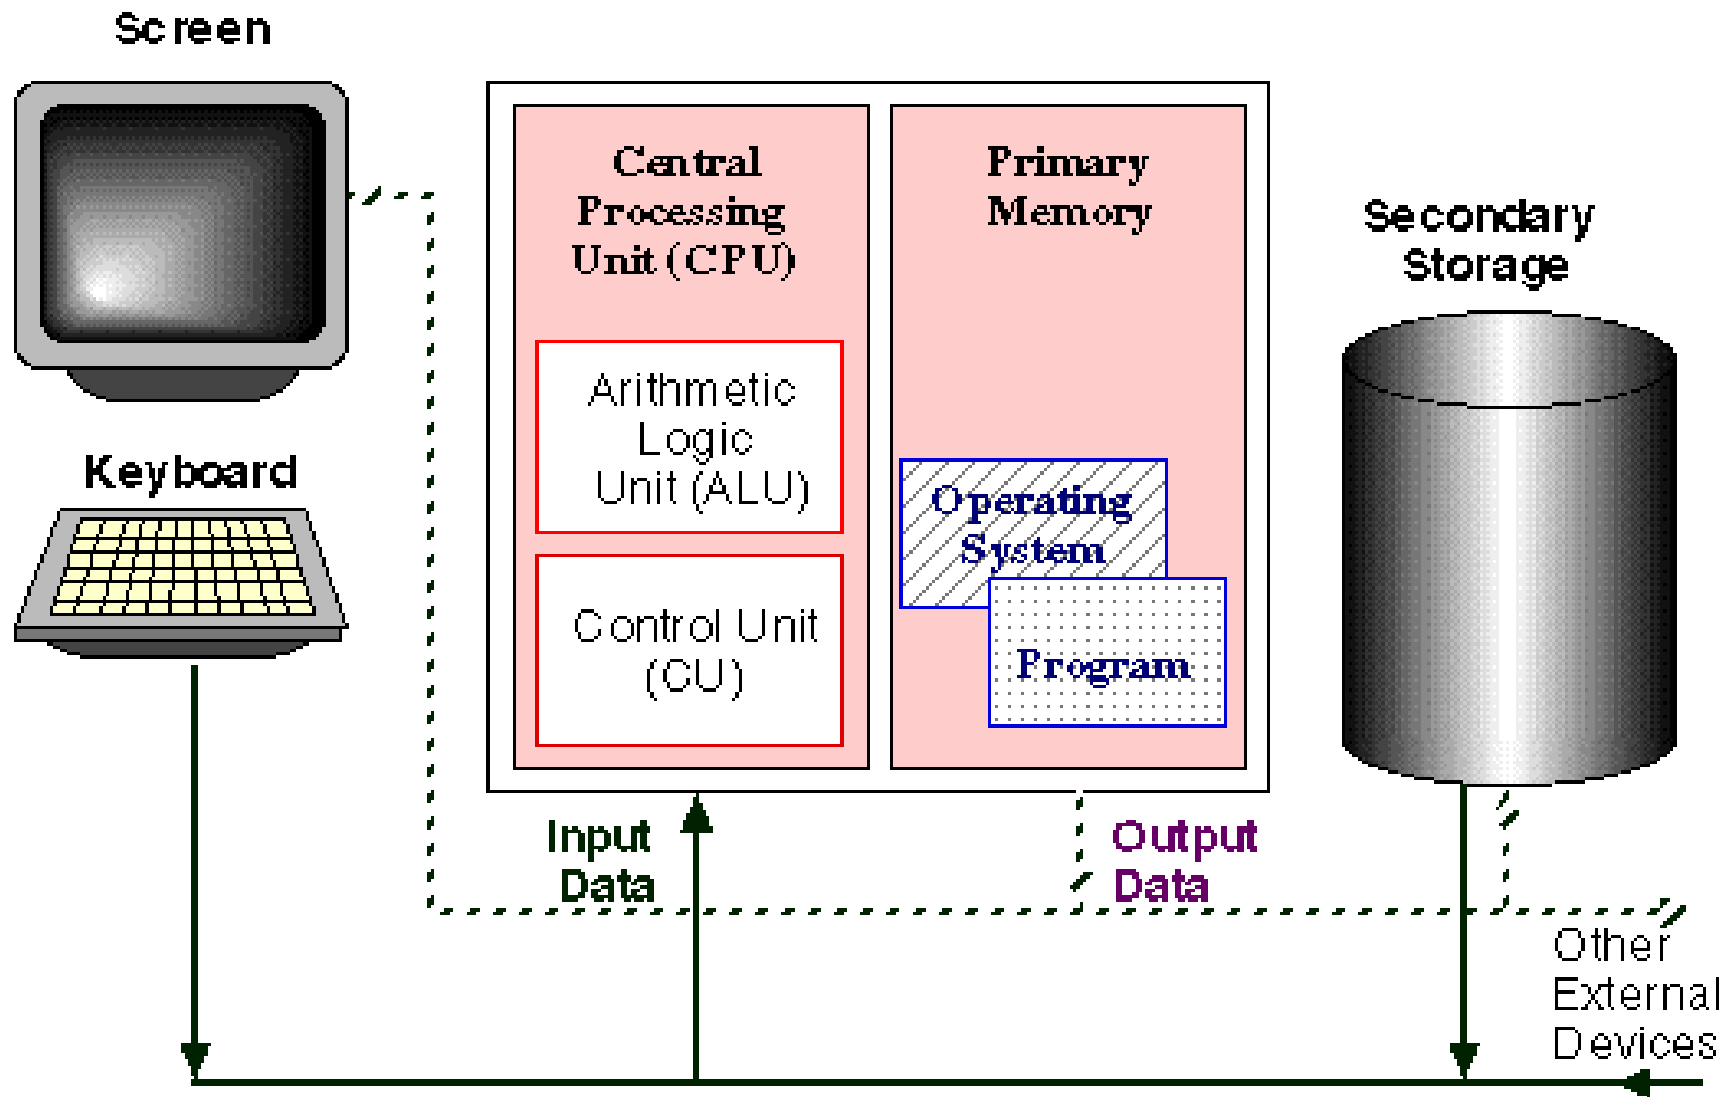 Screen
Keyboard
Central
Processing
Unit (CPU)
Arithmetic
Logic
Unit (ALU)
Control Unit
(CU)
Primary
Memory
Operating
System
Program
Secondary
Storage
Input
Data
Output
Data
Other
External
Devices